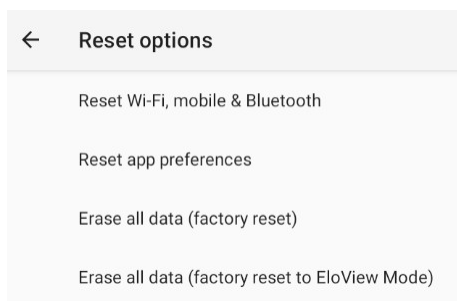 Reset options
Reset Wi-Fi, mobile & Bluetooth
Reset app preferences
Erase all data (factory reset)
Erase all data (factory reset to EloView Mode)